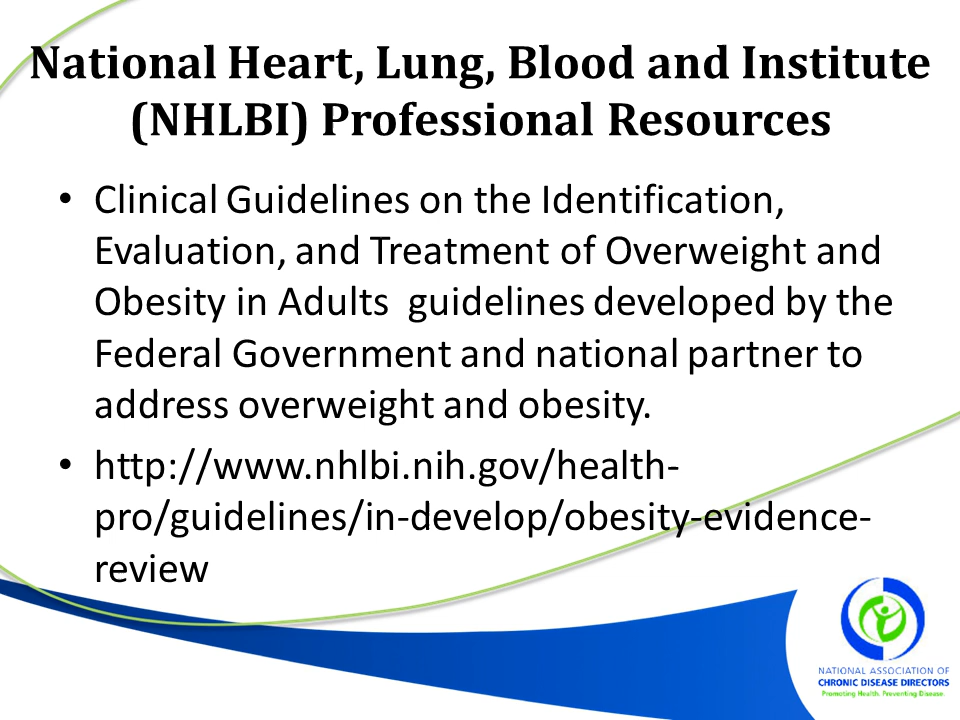 National Heart, Lung, Blood and Institute
(NHLBI) Professional Resources
• Clinical Guidelines on the Identification,
Evaluation, and Treatment of Overweight and
Obesity in Adults  guidelines developed by the
Federal Government and national partner to
address overweight and obesity.
• http://www.nhlbi.nih.gov/health-
pro/guidelines/in-develop/obesity-evidence-
review
NATIONAL ASSOCIATION OF
CHRONIC DISEASE DIRECTORS
Promoting Health. Preventing Disease.